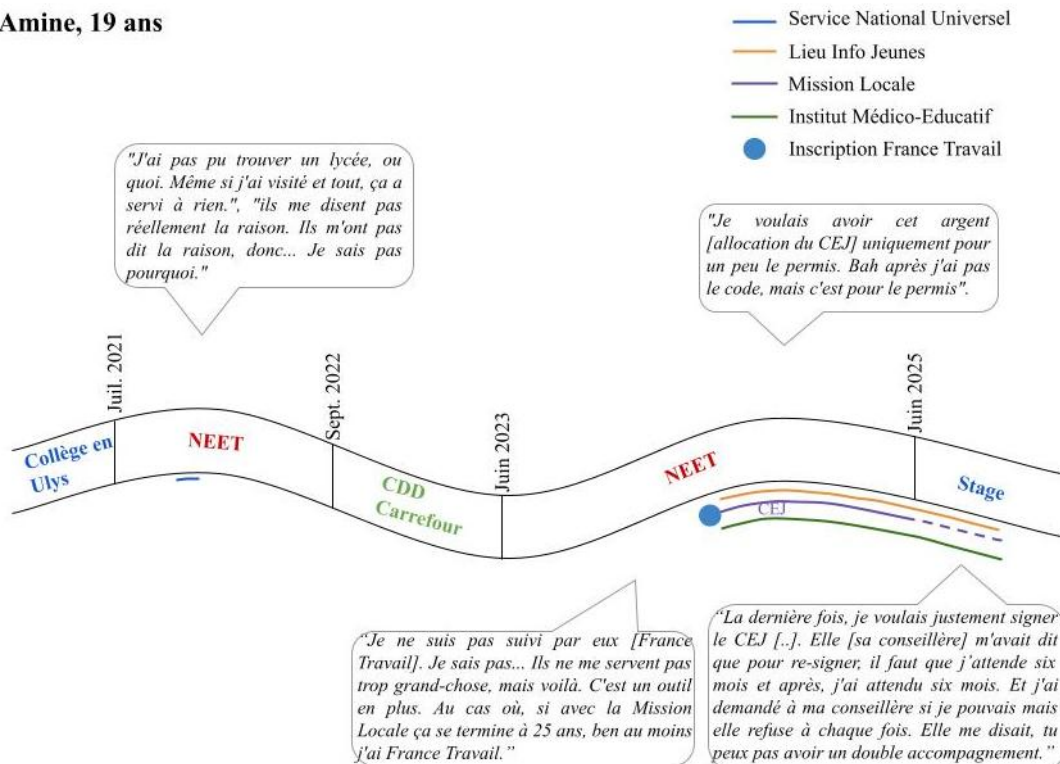 Amine, 19 ans
Service National Universel
Lieu Info Jeunes
Mission Locale
Institut Médico-Educatif
Inscription France Travail
"J'ai pas pu trouver un lycée, ou
quoi. Même si j'ai visité et tout, ça a
servi à rien.", "ils me disent pas
réellement la raison. Ils m'ont pas
dit la raison, donc... Je sais pas
pourquoi."
"Je voulais avoir cet argent
[allocation du CEJ] uniquement pour
un peu le permis. Bah après j'ai pas
le code, mais c'est pour le permis".
Juil. 2021
Sept. 2022
Juin 2023
Juin 2025
Collège en
Ulys
NEET
CDD
Carrefour
NEET
Stage
CEJ
“Je ne suis pas suivi par eux [France
Travail]. Je sais pas... Ils ne me servent pas
trop grand-chose, mais voilà. C'est un outil
en plus. Au cas où, si avec la Mission
Locale ça se termine à 25 ans, ben au moins
j'ai France Travail.”
“La dernière fois, je voulais justement signer
le CEJ [..]. Elle [sa conseillère] m'avait dit
que pour re-signer, il faut que j’attende six
mois et après, j'ai attendu six mois. Et j'ai
demandé à ma conseillère si je pouvais mais
elle refuse à chaque fois. Elle me disait, tu
peux pas avoir un double accompagnement.”